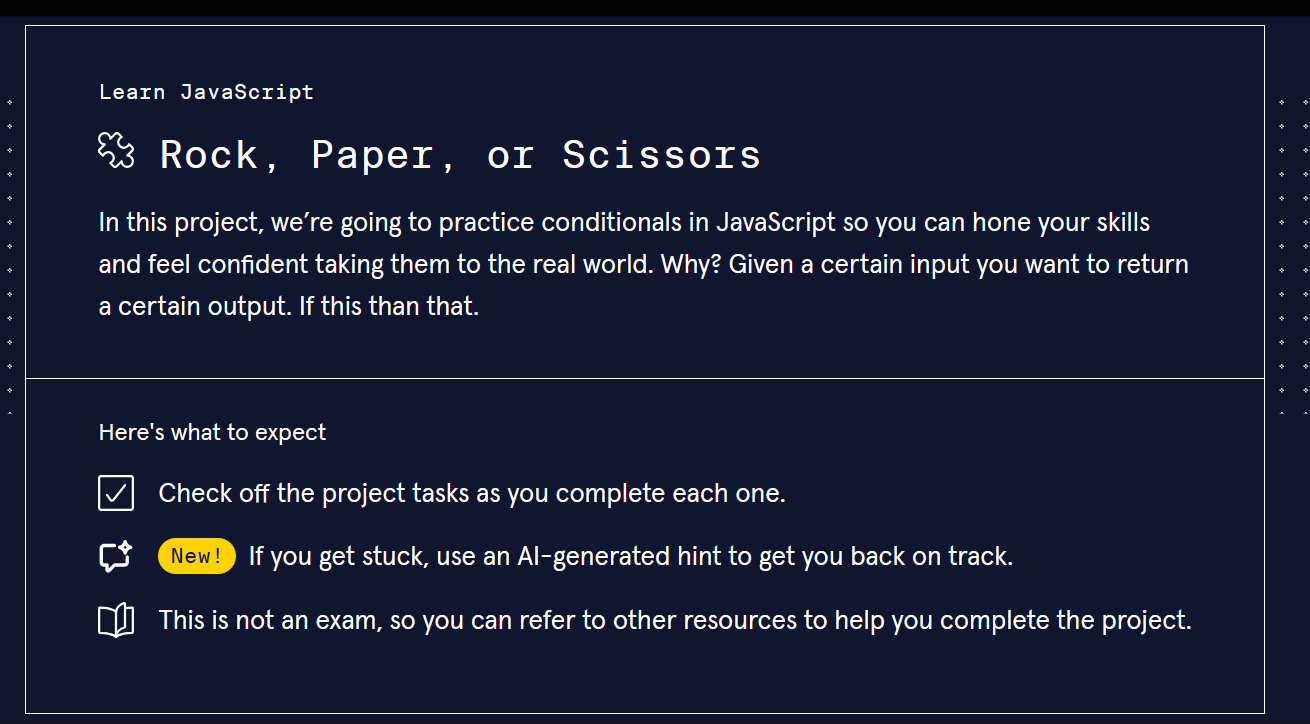 Learn JavaScript
Rock, Paper, or Scissors
In this project, we’re going to practice conditionals in JavaScript so you can hone your skills
and feel confident taking them to the real world. Why? Given a certain input you want to return
a certain output. If this than that.
Here's what to expect
Check off the project tasks as you complete each one.
New! If you get stuck, use an AI-generated hint to get you back on track.
This is not an exam, so you can refer to other resources to help you complete the project.